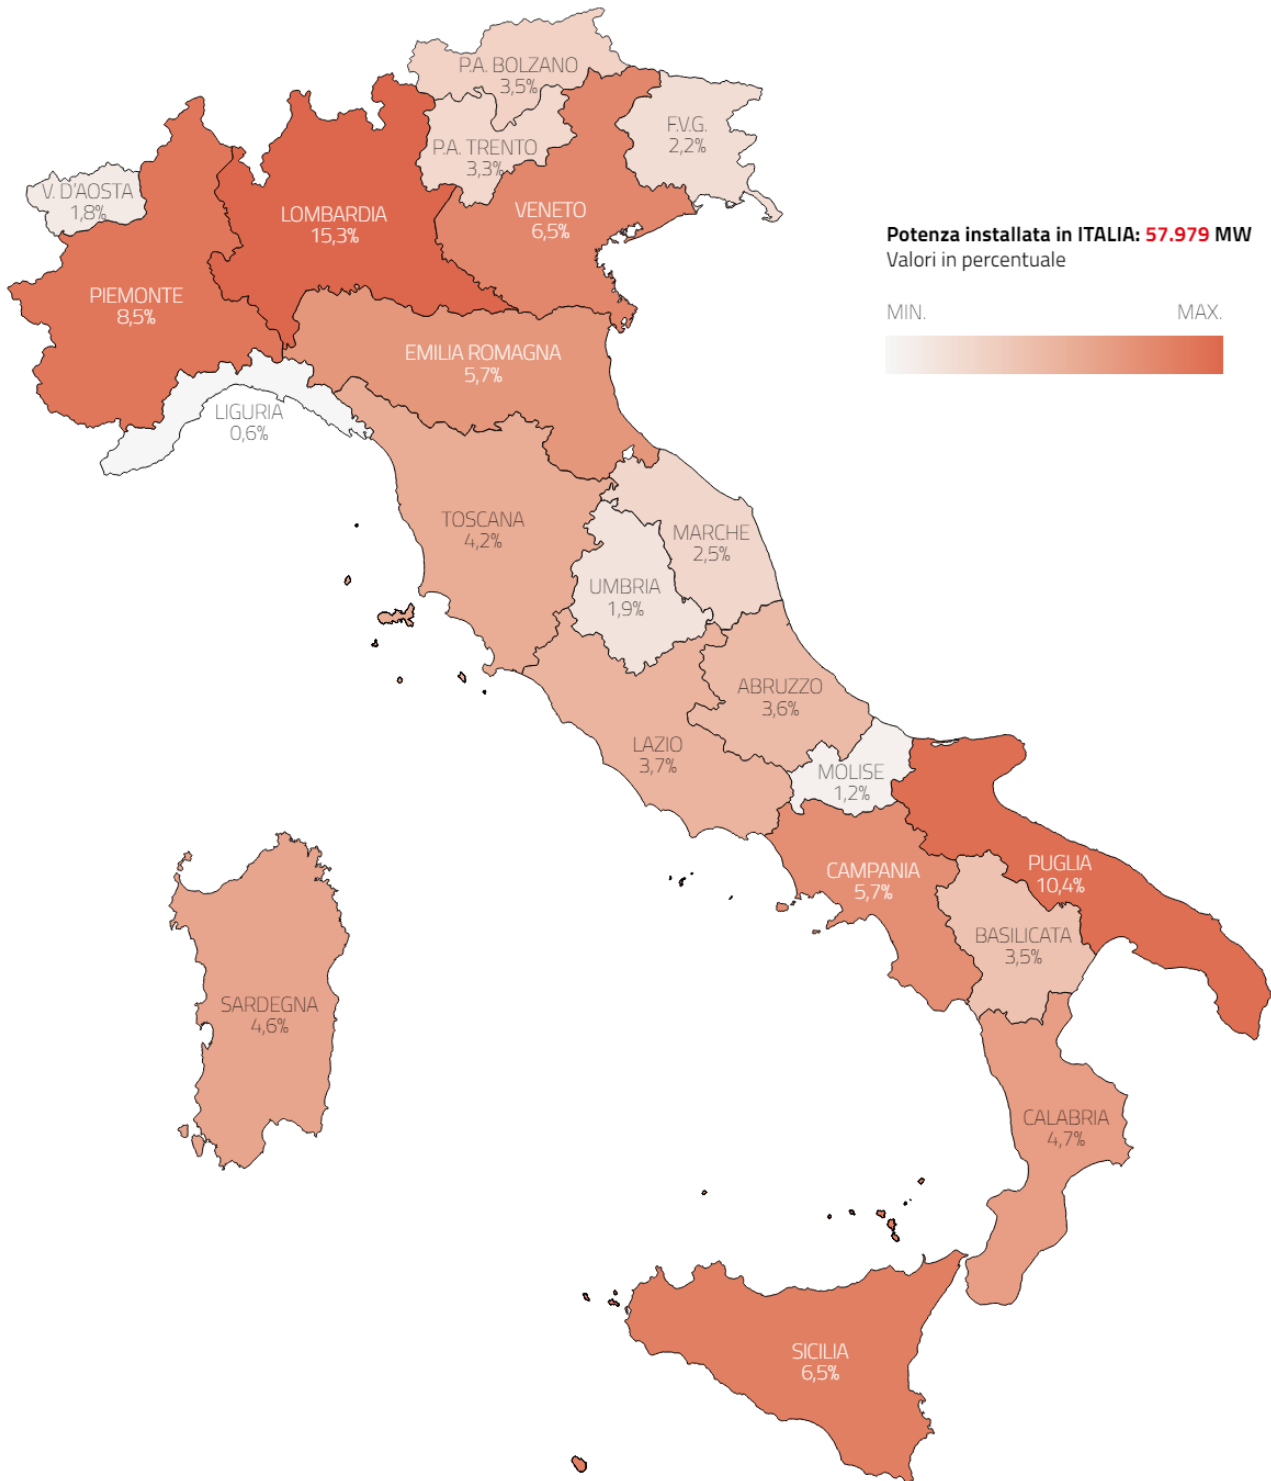 P.A. BOLZANO
3,5%
F.V.G.
2,2%
P.A. TRENTO
3,3%
V. D'AOSTA
1,8%
LOMBARDIA
15,3%
VENETO
6,5%
Potenza installata in ITALIA: 57.979 MW
Valori in percentuale
MIN. MAX.
PIEMONTE
8,5%
EMILIA ROMAGNA
5,7%
LIGURIA
0,6%
TOSCANA
4,2%
MARCHE
2,5%
UMBRIA
1,9%
ABRUZZO
3,6%
LAZIO
3,7%
MOLISE
1,2%
CAMPANIA
5,7%
PUGLIA
10,4%
BASILICATA
3,5%
SARDEGNA
4,6%
CALABRIA
4,7%
SICILIA
6,5%